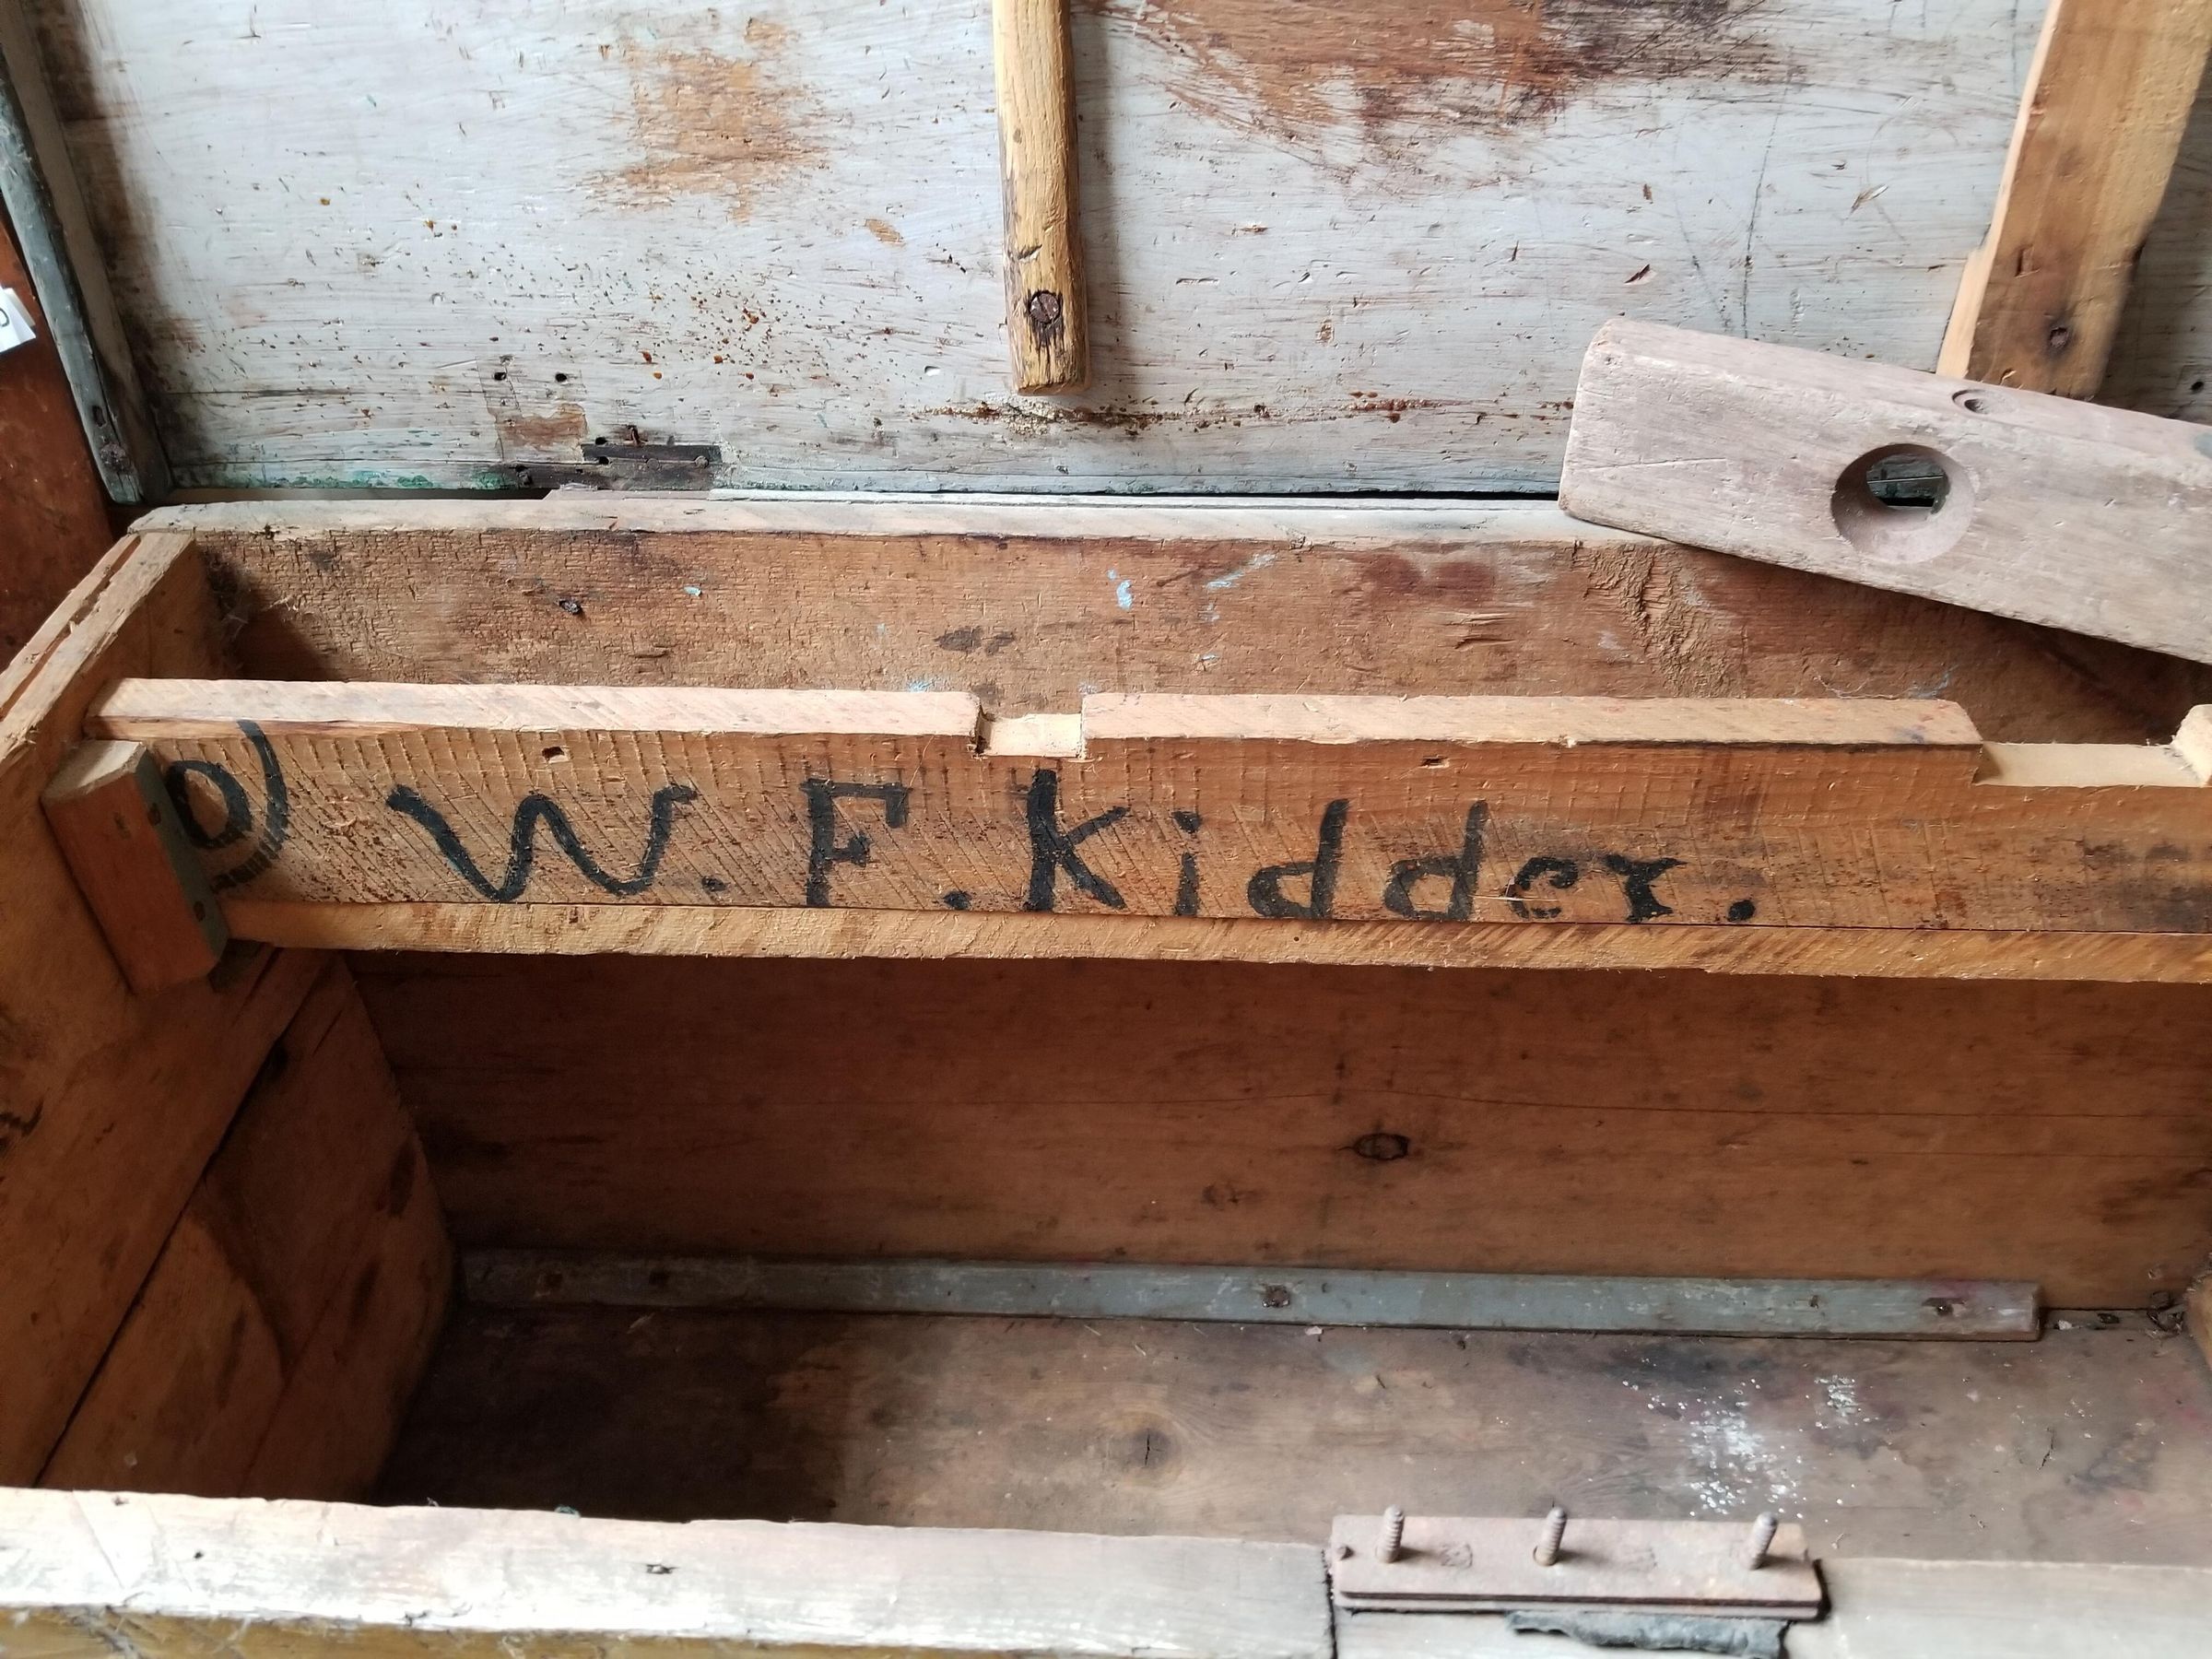 W. F. Kidder.